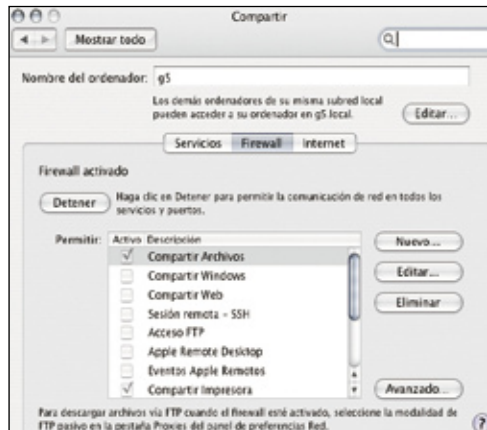 Compartir
Mostrar todo
Nombre del ordenador: g5
Los demás ordenadores de su misma subred local
pueden acceder a su ordenador en g5.local.
Editar...
Servicios Firewall Internet
Firewall activado
Detener
Haga clic en Detener para permitir la comunicación de red en todos los
servicios y puertos.
Permitir: Activo Descripción
Compartir Archivos
Compartir Windows
Compartir Web
Sesión remota – SSH
Acceso FTP
Apple Remote Desktop
Eventos Apple Remotos
Compartir Impresora
Nuevo...
Editar...
Eliminar
Avanzado...
Para descargar archivos vía FTP cuando el firewall esté activado, seleccione la modalidad de
FTP pasivo en la pestaña Proxies del panel de preferencias Red.
?